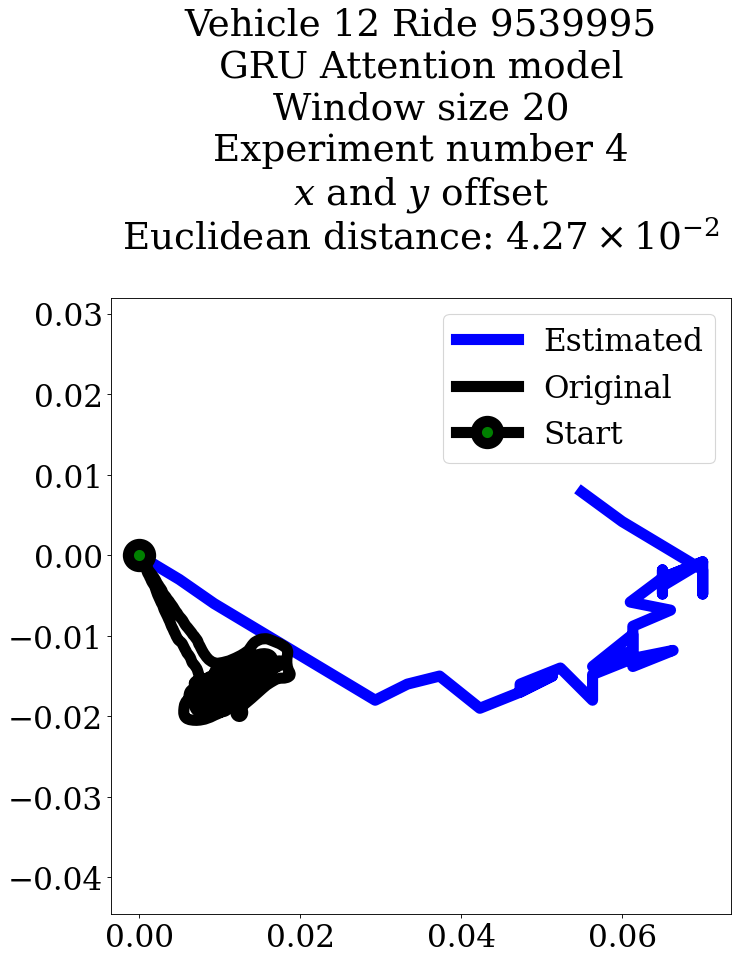 Vehicle 12 Ride 9539995
GRU Attention model
Window size 20
Experiment number 4
x and y offset
Euclidean distance: 4.27 × 10⁻²
Estimated
Original
Start
0.03
0.02
0.01
0.00
−0.01
−0.02
−0.03
−0.04
0.00 0.02 0.04 0.06